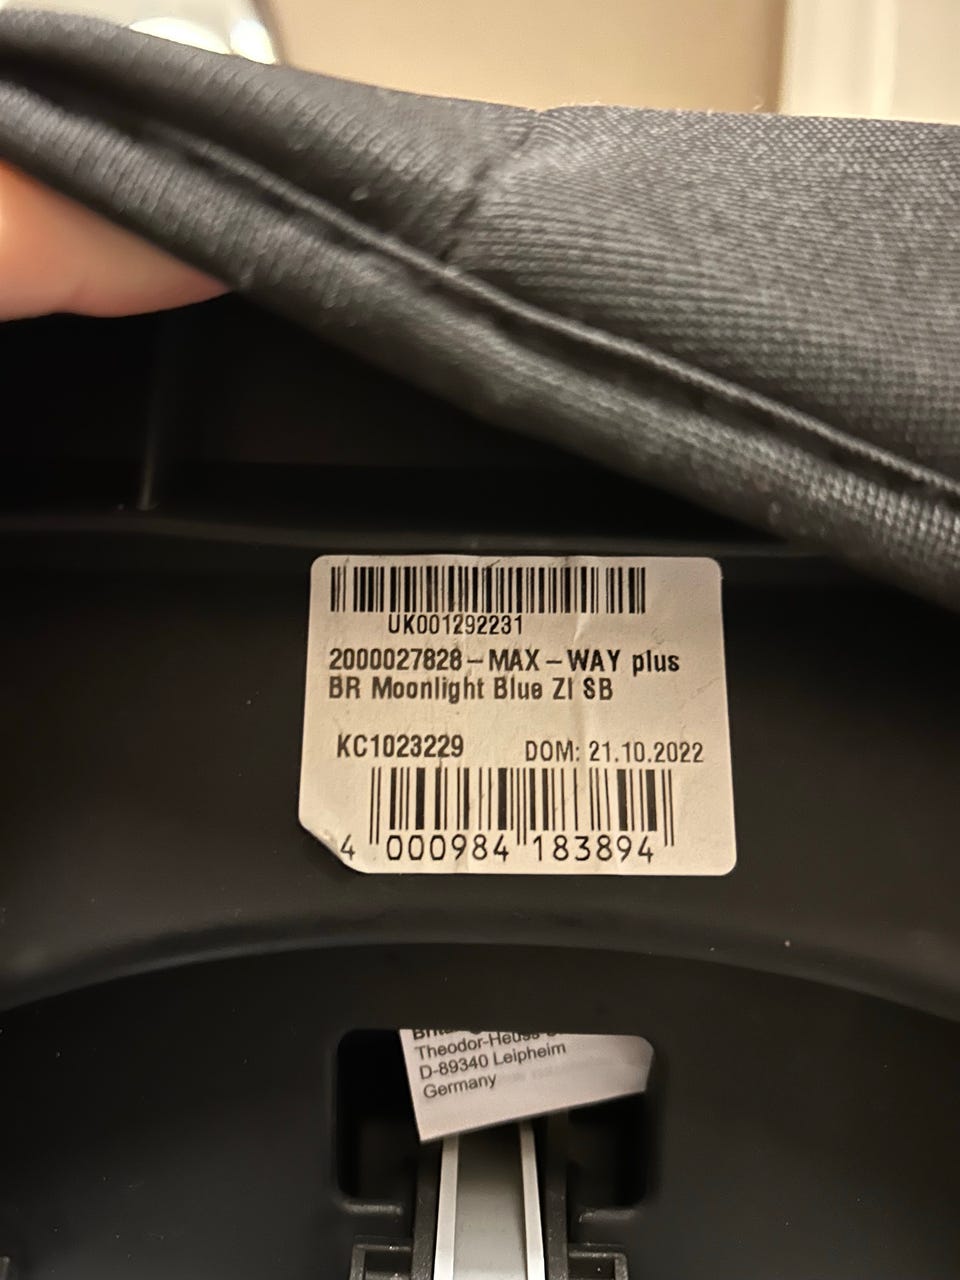 UK001292231
2000027828-MAX-WAY plus
BR Moonlight Blue ZI SB
KC1023229 DOM: 21.10.2022
4 000984 183894
Theodor-Heuss-
D-89340 Leipheim
Germany